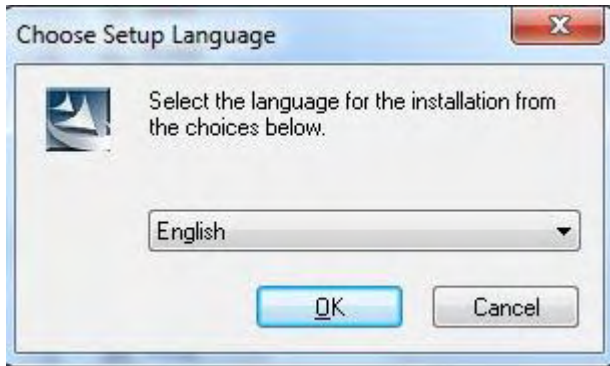 Choose Setup Language
Select the language for the installation from
the choices below.
English
OK
Cancel